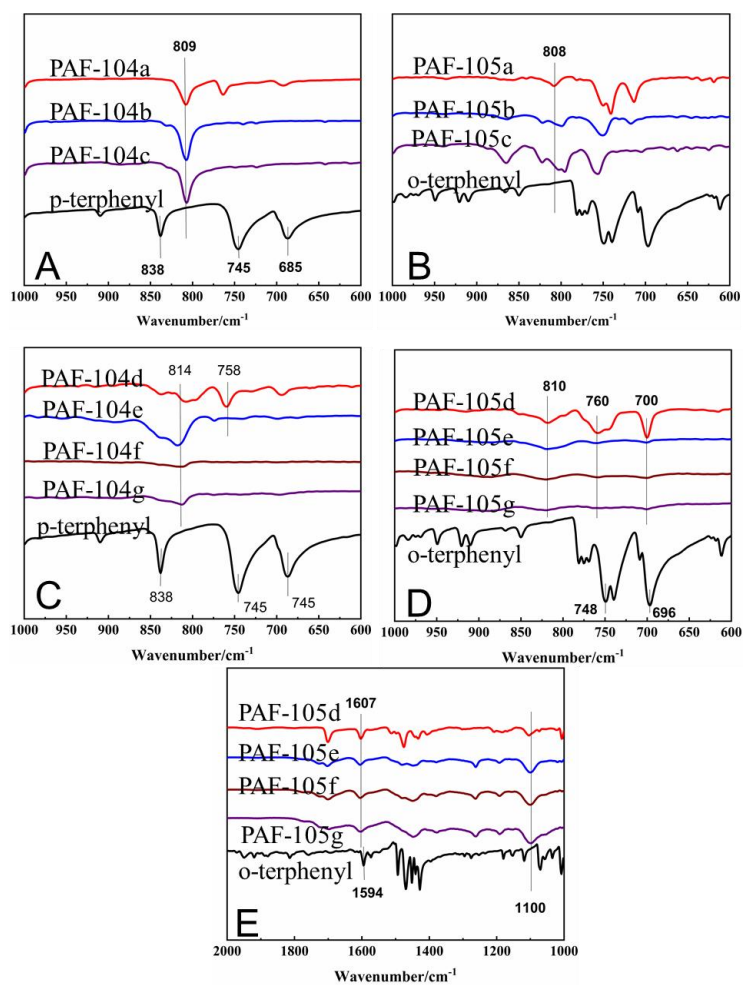 809
PAF-104a
PAF-104b
PAF-104c
p-terphenyl
838
745
685
A
1000 950 900 850 800 750 700 650 600
Wavenumber/cm-1
808
PAF-105a
PAF-105b
PAF-105c
o-terphenyl
B
1000 950 900 850 800 750 700 650 600
Wavenumber/cm-1
814
758
PAF-104d
PAF-104e
PAF-104f
PAF-104g
p-terphenyl
838
745
745
C
1000 950 900 850 800 750 700 650 600
Wavenumber/cm-1
810
760
700
PAF-105d
PAF-105e
PAF-105f
PAF-105g
o-terphenyl
748
696
D
1000 950 900 850 800 750 700 650 600
Wavenumber/cm-1
1607
PAF-105d
PAF-105e
PAF-105f
PAF-105g
o-terphenyl
1594
1100
E
2000 1800 1600 1400 1200 1000
Wavenumber/cm-1